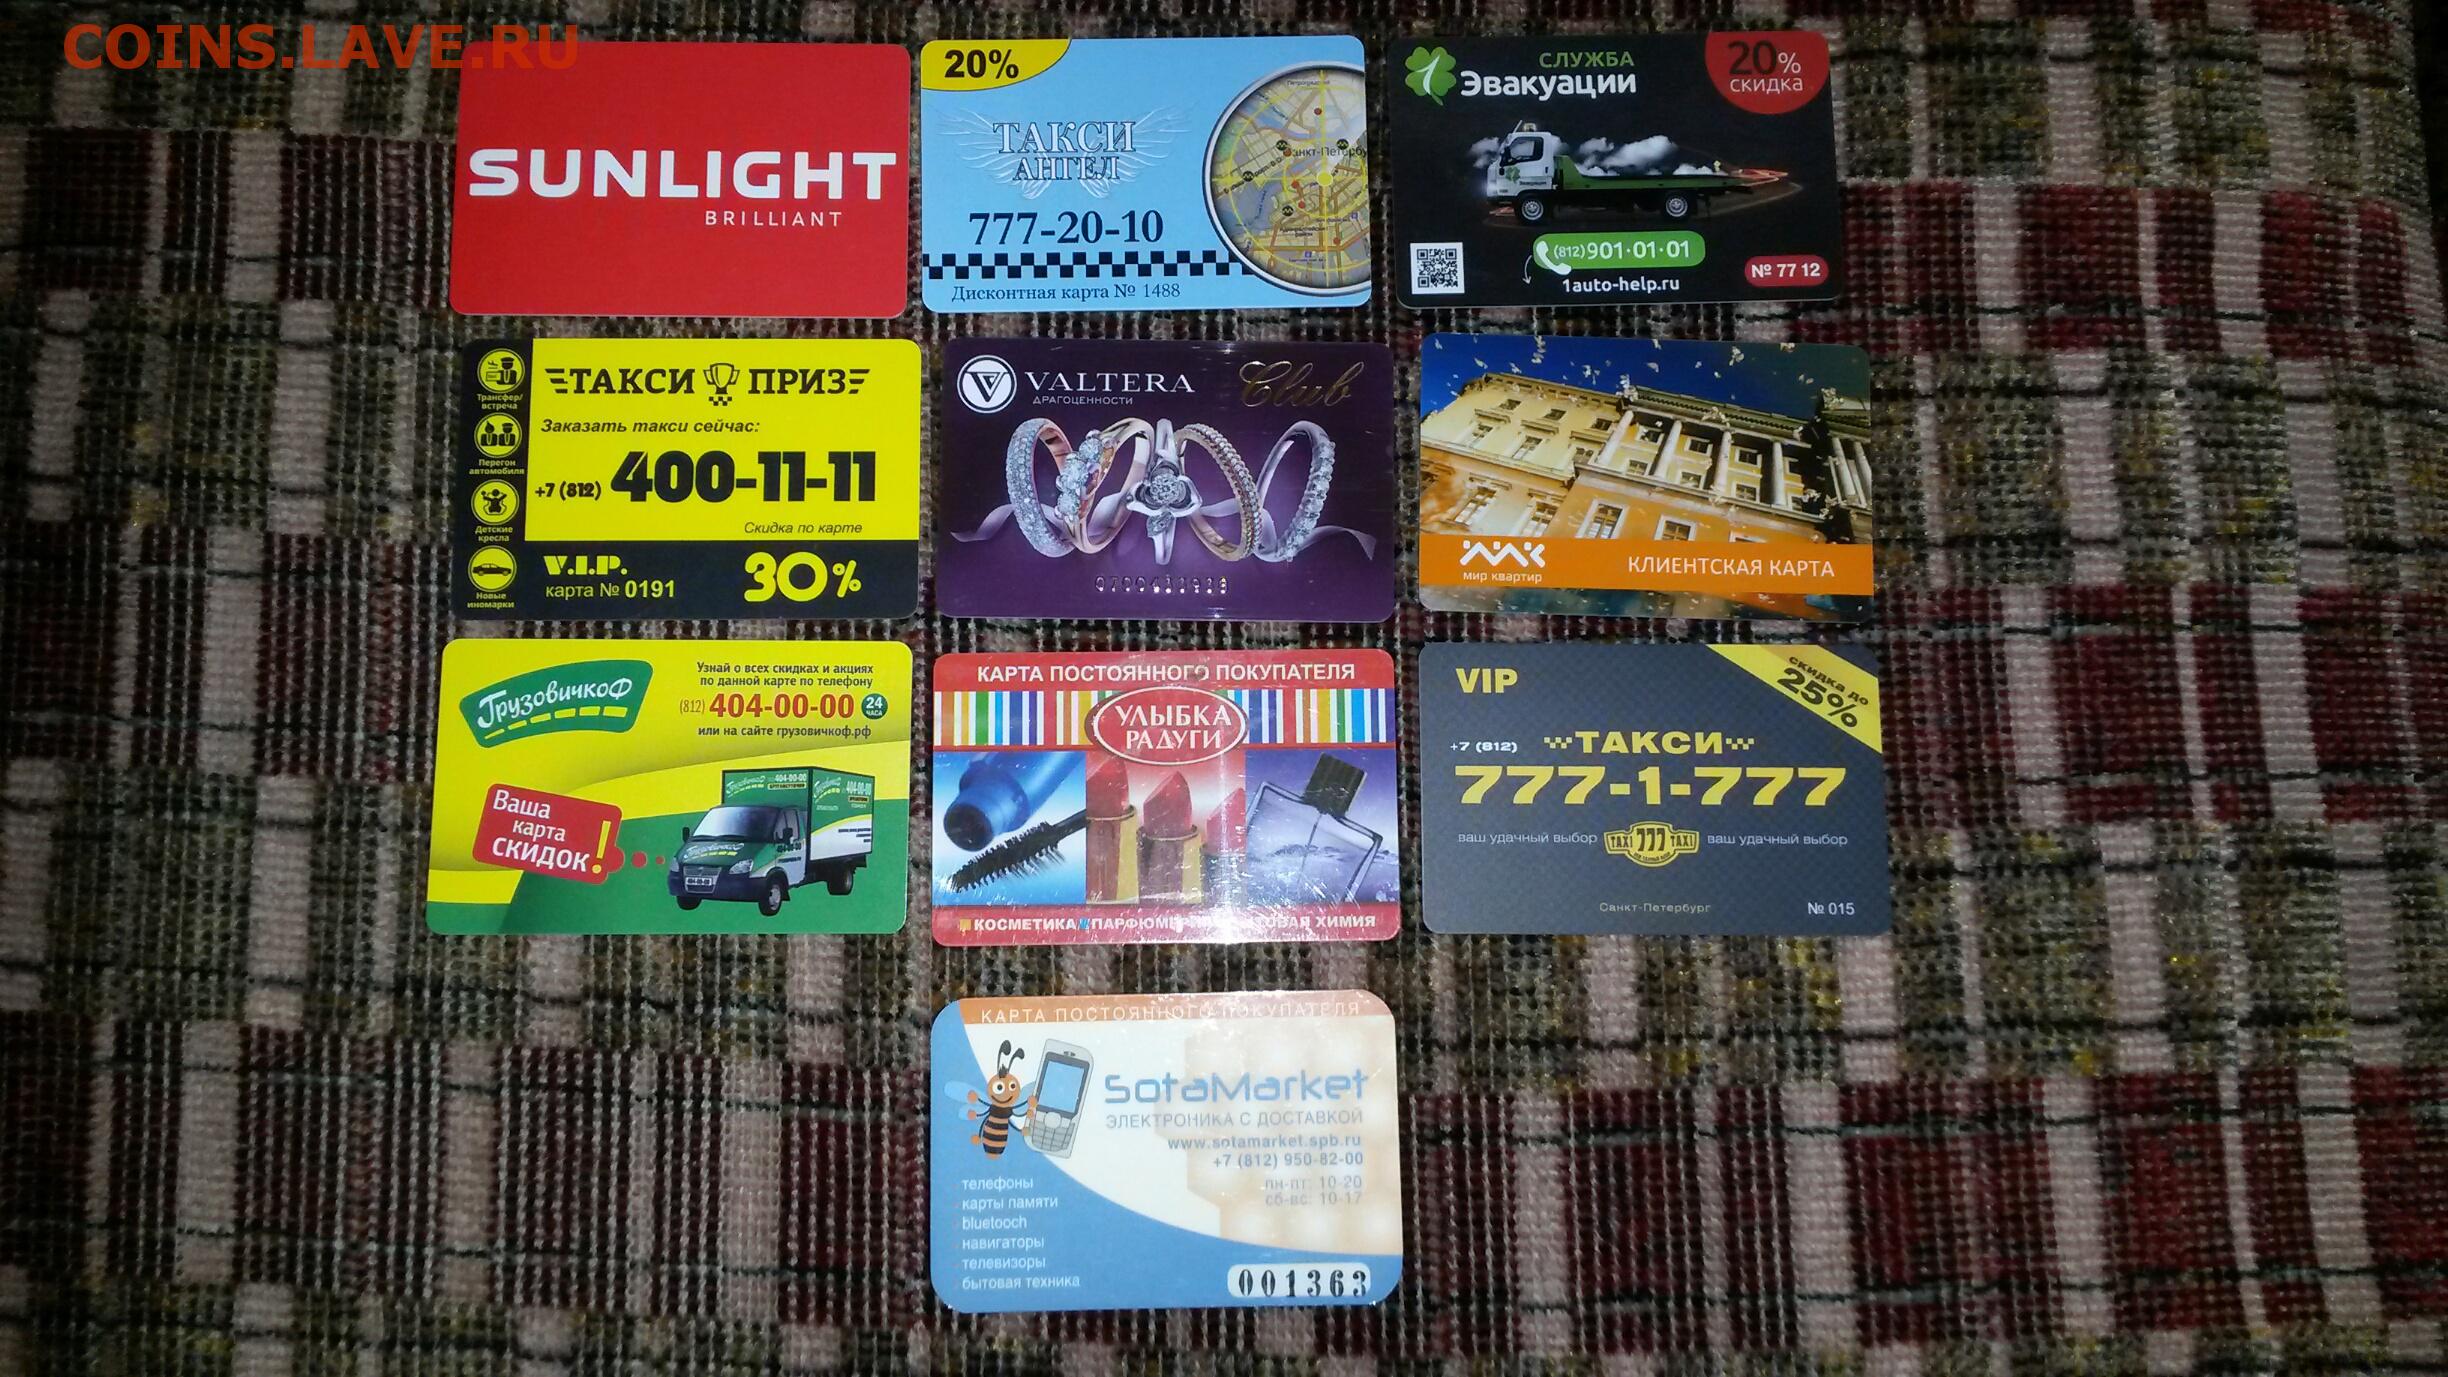 COINS.LAVE.RU
SUNLIGHT
BRILLIANT
20%
ТАКСИ
АНГЕЛ
777-20-10
Дисконтная карта № 1488
СЛУЖБА
Эвакуации
20%
скидка
(812) 901·01·01
1auto-help.ru
№ 77 12
Трансфер/
встреча
Перегон
автомобиля
Детские
кресла
Новые
иномарки
ТАКСИ ПРИЗ
Заказать такси сейчас:
+7 (812) 400-11-11
Скидка по карте
V.I.P.
карта № 0191
30%
VALTERA
ДРАГОЦЕННОСТИ
Club
мир квартир
КЛИЕНТСКАЯ КАРТА
ГрузовичкоФ
Узнай о всех скидках и акциях
по данной карте по телефону
(812) 404-00-00 24 ЧАСА
или на сайте грузовичкоф.рф
Ваша
карта
СКИДОК!
КАРТА ПОСТОЯННОГО ПОКУПАТЕЛЯ
УЛЫБКА
РАДУГИ
КОСМЕТИКА ХИМИЯ
VIP
скидка до
25%
+7 (812) ТАКСИ
777-1-777
ваш удачный выбор TAXI 777 TAXI ваш удачный выбор
Санкт-Петербург
№ 015
КАРТА ПОСТОЯННОГО ПОКУПАТЕЛЯ
SotaMarket
ЭЛЕКТРОНИКА С ДОСТАВКОЙ
www.sotamarket.spb.ru
+7 (812) 950-82-00
пн-пт: 10-20
сб-вс: 10-17
телефоны
карты памяти
bluetooch
навигаторы
телевизоры
бытовая техника
001363